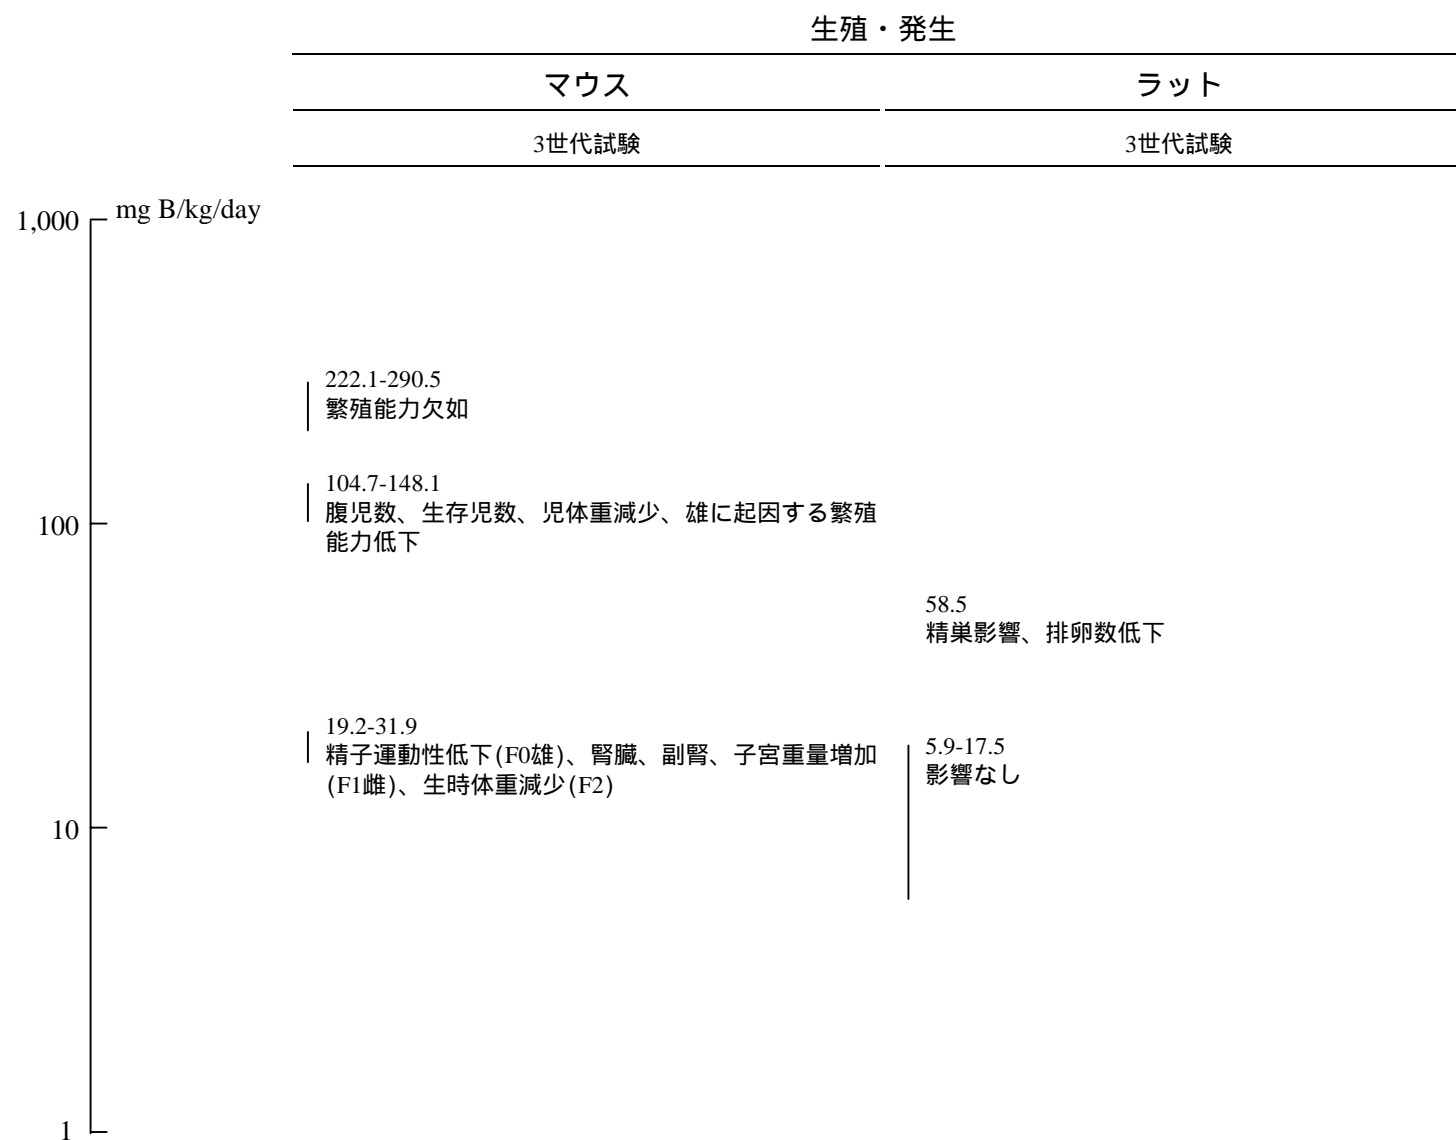 生殖・発生
マウス
ラット
3世代試験
3世代試験
1,000
mg B/kg/day
222.1-290.5
繁殖能力欠如
104.7-148.1
腹児数、生存児数、児体重減少、雄に起因する繁殖
能力低下
100
58.5
精巣影響、排卵数低下
19.2-31.9
精子運動性低下(F0雄)、腎臓、副腎、子宮重量増加
(F1雌)、生時体重減少(F2)
5.9-17.5
影響なし
10
1